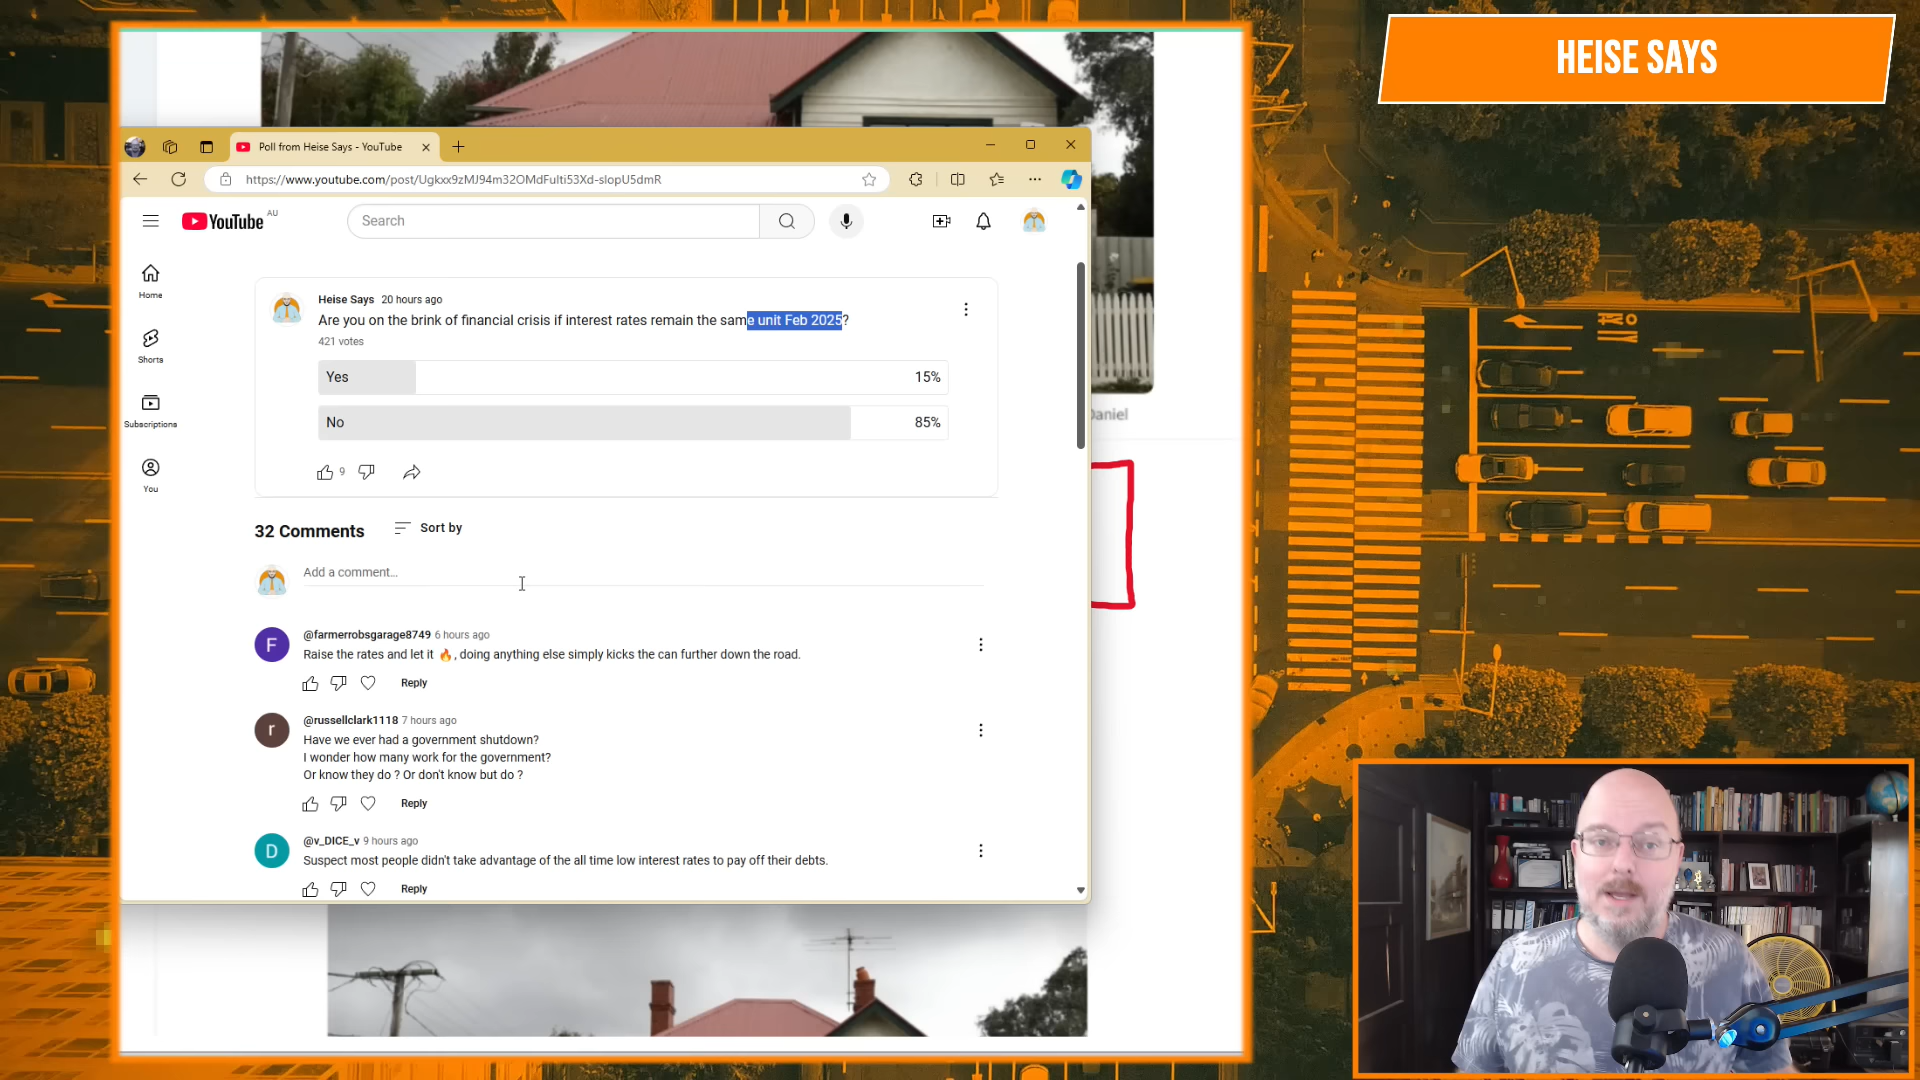 HEISE SAYS
Poll from Heise Says - YouTube
https://www.youtube.com/post/Ugkxx9zMJ94m32OMdFulti53Xd-slopU5dmR
YouTube AU
Search
Home
Shorts
Subscriptions
You
Heise Says 20 hours ago
Are you on the brink of financial crisis if interest rates remain the same unit Feb 2025?
421 votes
Yes 15%
No 85%
9
Daniel
32 Comments Sort by
Add a comment...
F
@farmerrobsgarage8749 6 hours ago
Raise the rates and let it 🔥, doing anything else simply kicks the can further down the road.
Reply
r
@russellclark1118 7 hours ago
Have we ever had a government shutdown?
I wonder how many work for the government?
Or know they do ? Or don't know but do ?
Reply
D
@v_DICE_v 9 hours ago
Suspect most people didn't take advantage of the all time low interest rates to pay off their debts.
Reply